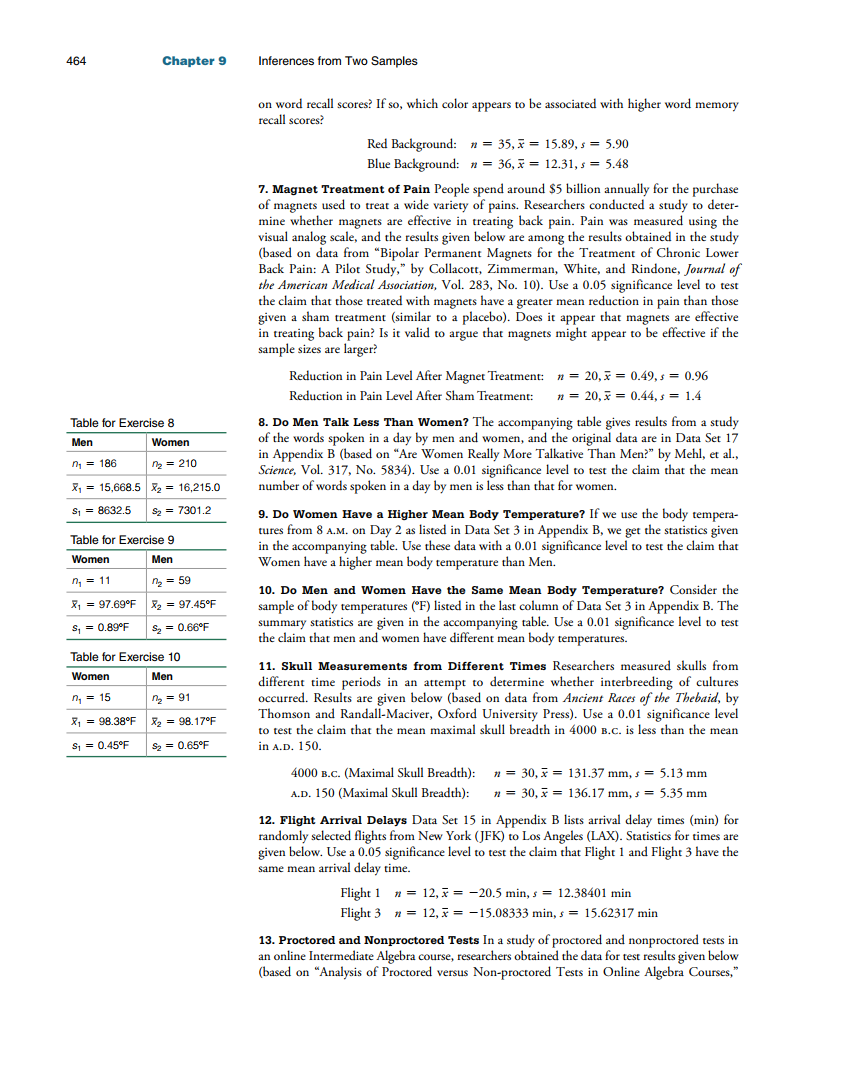 464 Chapter 9 Inferences from Two Samples
on word recall scores? If so, which color appears to be associated with higher word memory
recall scores?
Red Background: n = 35, x̄ = 15.89, s = 5.90
Blue Background: n = 36, x̄ = 12.31, s = 5.48
7. Magnet Treatment of Pain People spend around $5 billion annually for the purchase
of magnets used to treat a wide variety of pains. Researchers conducted a study to deter-
mine whether magnets are effective in treating back pain. Pain was measured using the
visual analog scale, and the results given below are among the results obtained in the study
(based on data from “Bipolar Permanent Magnets for the Treatment of Chronic Lower
Back Pain: A Pilot Study,” by Collacott, Zimmerman, White, and Rindone, Journal of
the American Medical Association, Vol. 283, No. 10). Use a 0.05 significance level to test
the claim that those treated with magnets have a greater mean reduction in pain than those
given a sham treatment (similar to a placebo). Does it appear that magnets are effective
in treating back pain? Is it valid to argue that magnets might appear to be effective if the
sample sizes are larger?
Reduction in Pain Level After Magnet Treatment: n = 20, x̄ = 0.49, s = 0.96
Reduction in Pain Level After Sham Treatment: n = 20, x̄ = 0.44, s = 1.4
Table for Exercise 8
Men Women
n₁ = 186 n₂ = 210
x̄₁ = 15,668.5 x̄₂ = 16,215.0
s₁ = 8632.5 s₂ = 7301.2
8. Do Men Talk Less Than Women? The accompanying table gives results from a study
of the words spoken in a day by men and women, and the original data are in Data Set 17
in Appendix B (based on “Are Women Really More Talkative Than Men?” by Mehl, et al.,
Science, Vol. 317, No. 5834). Use a 0.01 significance level to test the claim that the mean
number of words spoken in a day by men is less than that for women.
Table for Exercise 9
Women Men
n₁ = 11 n₂ = 59
x̄₁ = 97.69°F x̄₂ = 97.45°F
s₁ = 0.89°F s₂ = 0.66°F
9. Do Women Have a Higher Mean Body Temperature? If we use the body tempera-
tures from 8 A.M. on Day 2 as listed in Data Set 3 in Appendix B, we get the statistics given
in the accompanying table. Use these data with a 0.01 significance level to test the claim that
Women have a higher mean body temperature than Men.
Table for Exercise 10
Women Men
n₁ = 15 n₂ = 91
x̄₁ = 98.38°F x̄₂ = 98.17°F
s₁ = 0.45°F s₂ = 0.65°F
10. Do Men and Women Have the Same Mean Body Temperature? Consider the
sample of body temperatures (°F) listed in the last column of Data Set 3 in Appendix B. The
summary statistics are given in the accompanying table. Use a 0.01 significance level to test
the claim that men and women have different mean body temperatures.
11. Skull Measurements from Different Times Researchers measured skulls from
different time periods in an attempt to determine whether interbreeding of cultures
occurred. Results are given below (based on data from Ancient Races of the Thebaid, by
Thomson and Randall-Maciver, Oxford University Press). Use a 0.01 significance level
to test the claim that the mean maximal skull breadth in 4000 B.C. is less than the mean
in A.D. 150.
4000 B.C. (Maximal Skull Breadth): n = 30, x̄ = 131.37 mm, s = 5.13 mm
A.D. 150 (Maximal Skull Breadth): n = 30, x̄ = 136.17 mm, s = 5.35 mm
12. Flight Arrival Delays Data Set 15 in Appendix B lists arrival delay times (min) for
randomly selected flights from New York (JFK) to Los Angeles (LAX). Statistics for times are
given below. Use a 0.05 significance level to test the claim that Flight 1 and Flight 3 have the
same mean arrival delay time.
Flight 1 n = 12, x̄ = −20.5 min, s = 12.38401 min
Flight 3 n = 12, x̄ = −15.08333 min, s = 15.62317 min
13. Proctored and Nonproctored Tests In a study of proctored and nonproctored tests in
an online Intermediate Algebra course, researchers obtained the data for test results given below
(based on “Analysis of Proctored versus Non-proctored Tests in Online Algebra Courses,”